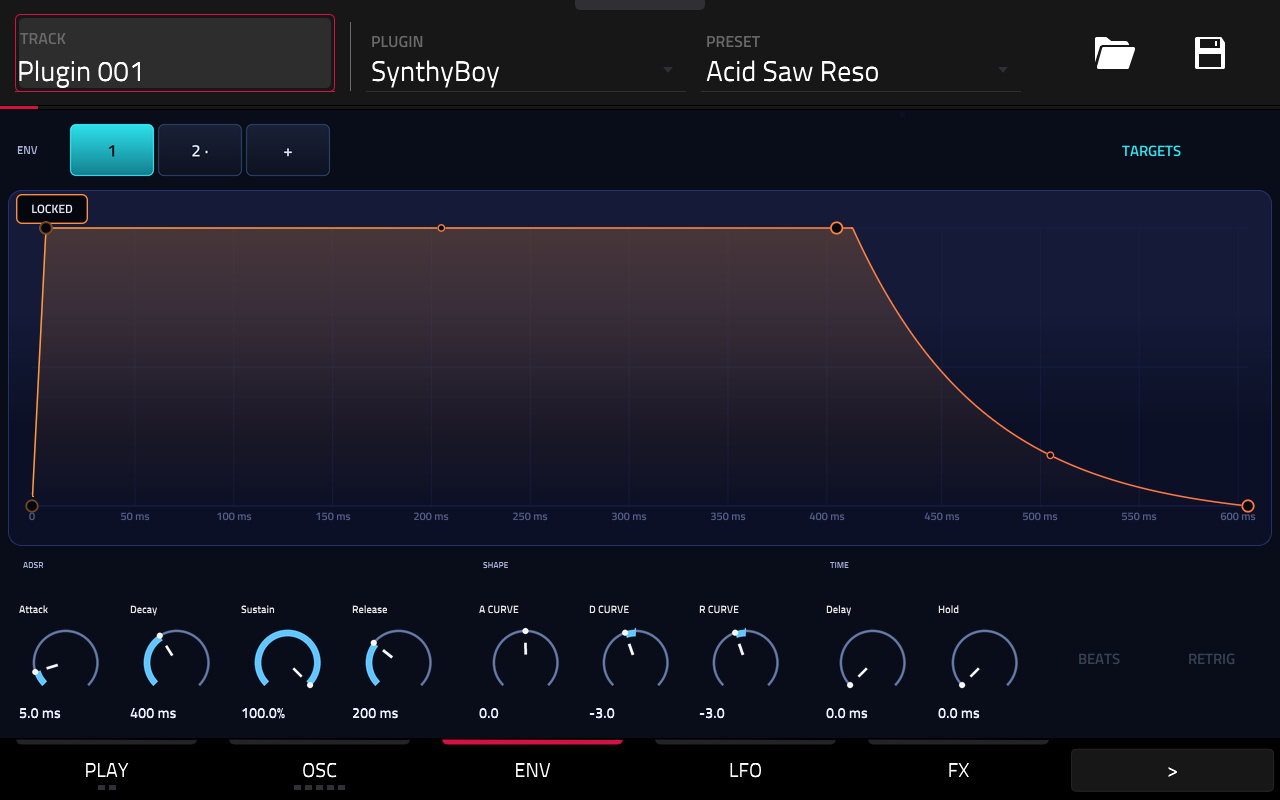 TRACK
Plugin 001
PLUGIN
SynthyBoy
PRESET
Acid Saw Reso
ENV
1
2 ·
+
TARGETS
LOCKED
0
50 ms
100 ms
150 ms
200 ms
250 ms
300 ms
350 ms
400 ms
450 ms
500 ms
550 ms
600 ms
ADSR
SHAPE
TIME
Attack
Decay
Sustain
Release
A CURVE
D CURVE
R CURVE
Delay
Hold
BEATS
RETRIG
5.0 ms
400 ms
100.0%
200 ms
0.0
-3.0
-3.0
0.0 ms
0.0 ms
PLAY
OSC
ENV
LFO
FX
>